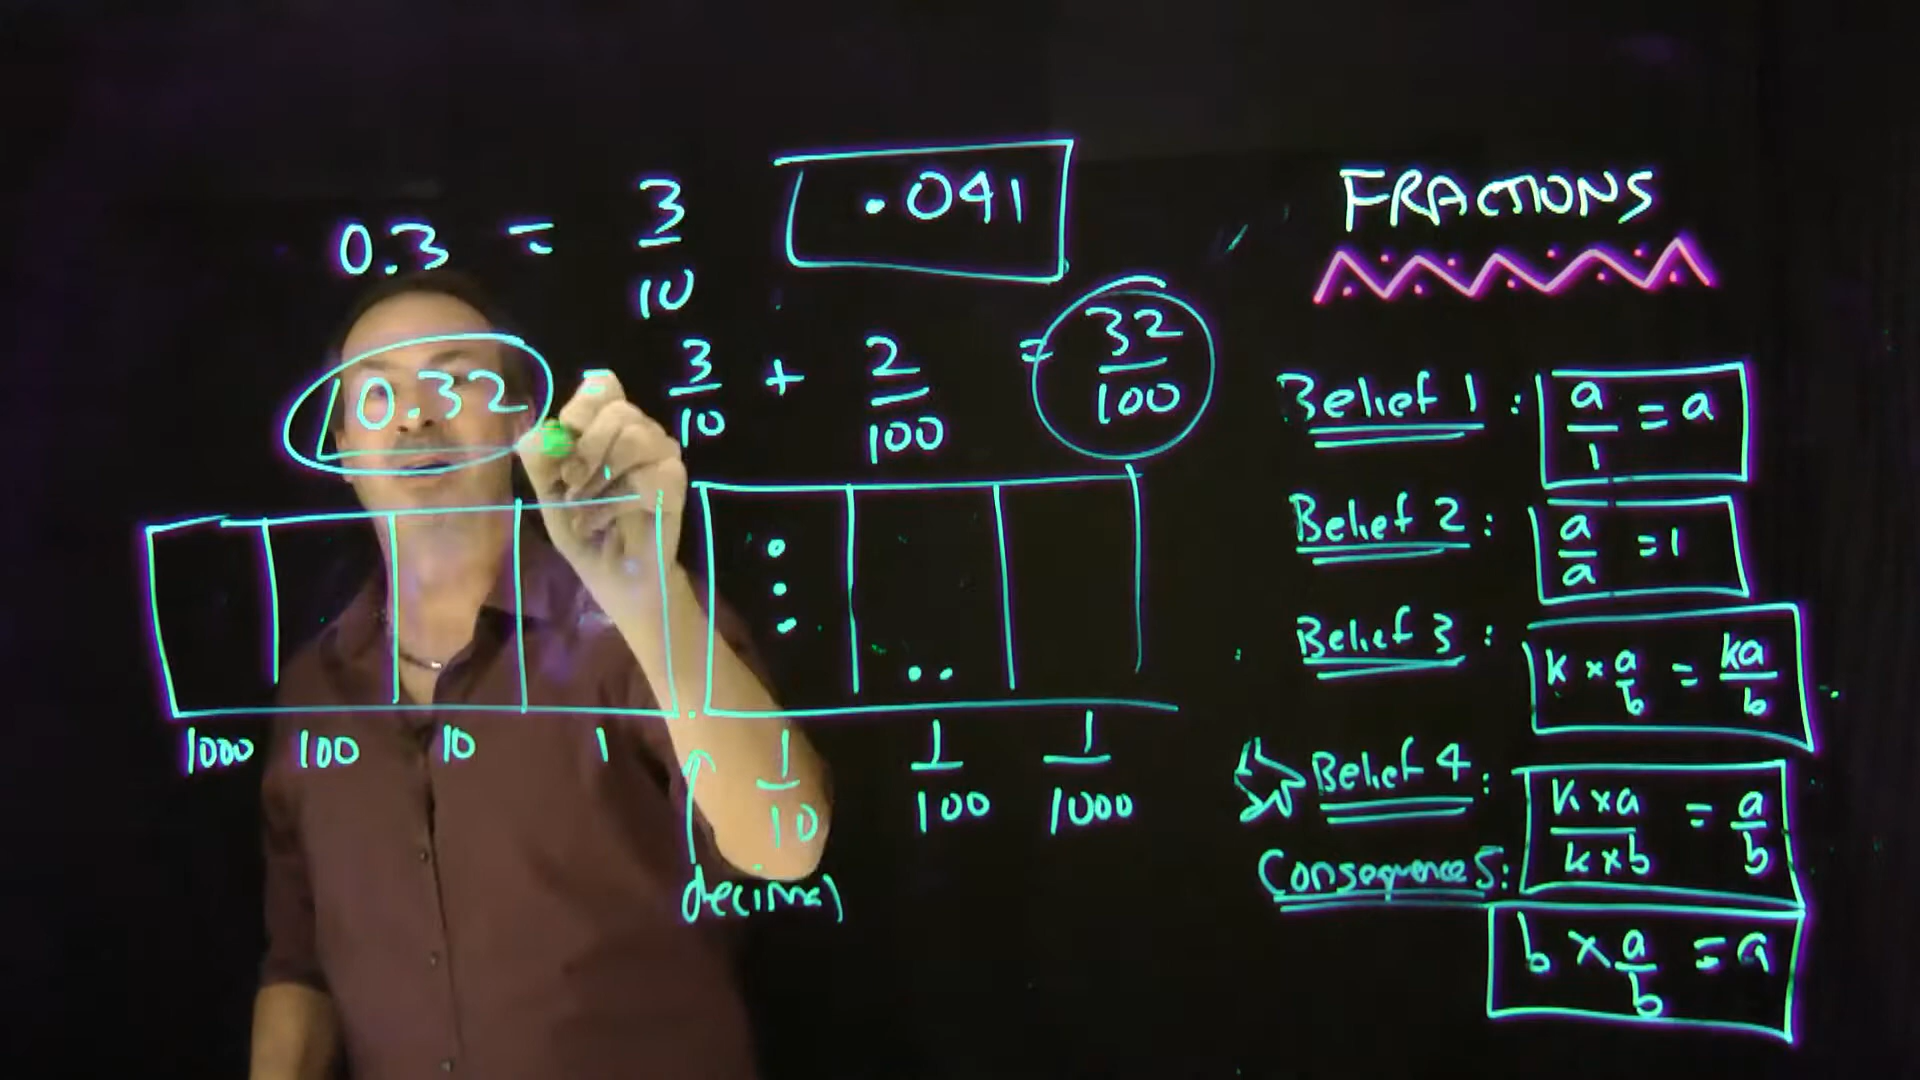 0.3 = 3/10
.041
0.32 = 3/10 + 2/100 = 32/100
1000 100 10 1 . 1/10 1/100 1/1000
decimal
FRACTIONS
Belief 1 : a/1 = a
Belief 2 : a/a = 1
Belief 3 : k × a/b = ka/b
Belief 4 : k × a / k × b = a/b
Consequence 5: b × a/b = a